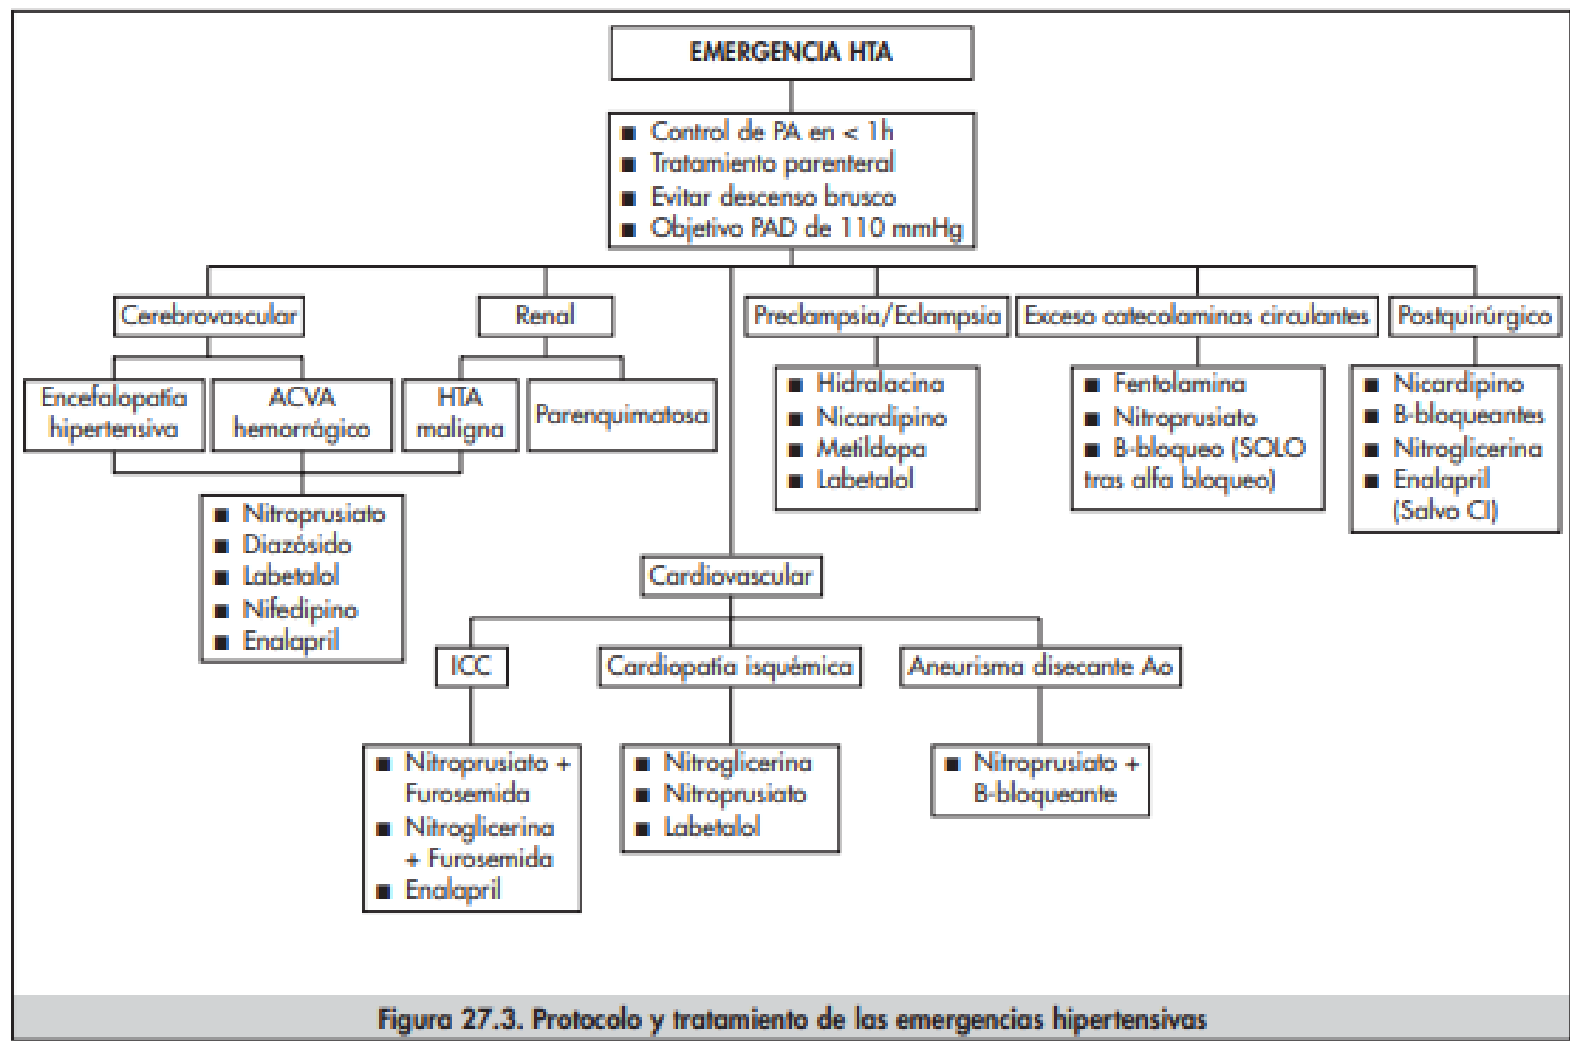 EMERGENCIA HTA
■ Control de PA en < 1h
■ Tratamiento parenteral
■ Evitar descenso brusco
■ Objetivo PAD de 110 mmHg
Cerebrovascular
Renal
Preclampsia/Eclampsia
Exceso catecolaminas circulantes
Postquirúrgico
Encefalopatía
hipertensiva
ACVA
hemorrágico
HTA
maligna
Parenquimatosa
■ Hidralacina
■ Nicardipino
■ Metildopa
■ Labetalol
■ Fentolamina
■ Nitroprusiato
■ B-bloqueo (SOLO
tras alfa bloqueo)
■ Nicardipino
■ B-bloqueantes
■ Nitroglicerina
■ Enalapril
(Salvo CI)
■ Nitroprusiato
■ Diazósido
■ Labetalol
■ Nifedipino
■ Enalapril
Cardiovascular
ICC
Cardiopatía isquémica
Aneurisma disecante Ao
■ Nitroprusiato +
Furosemida
■ Nitroglicerina
+ Furosemida
■ Enalapril
■ Nitroglicerina
■ Nitroprusiato
■ Labetalol
■ Nitroprusiato +
B-bloqueante
Figura 27.3. Protocolo y tratamiento de las emergencias hipertensivas